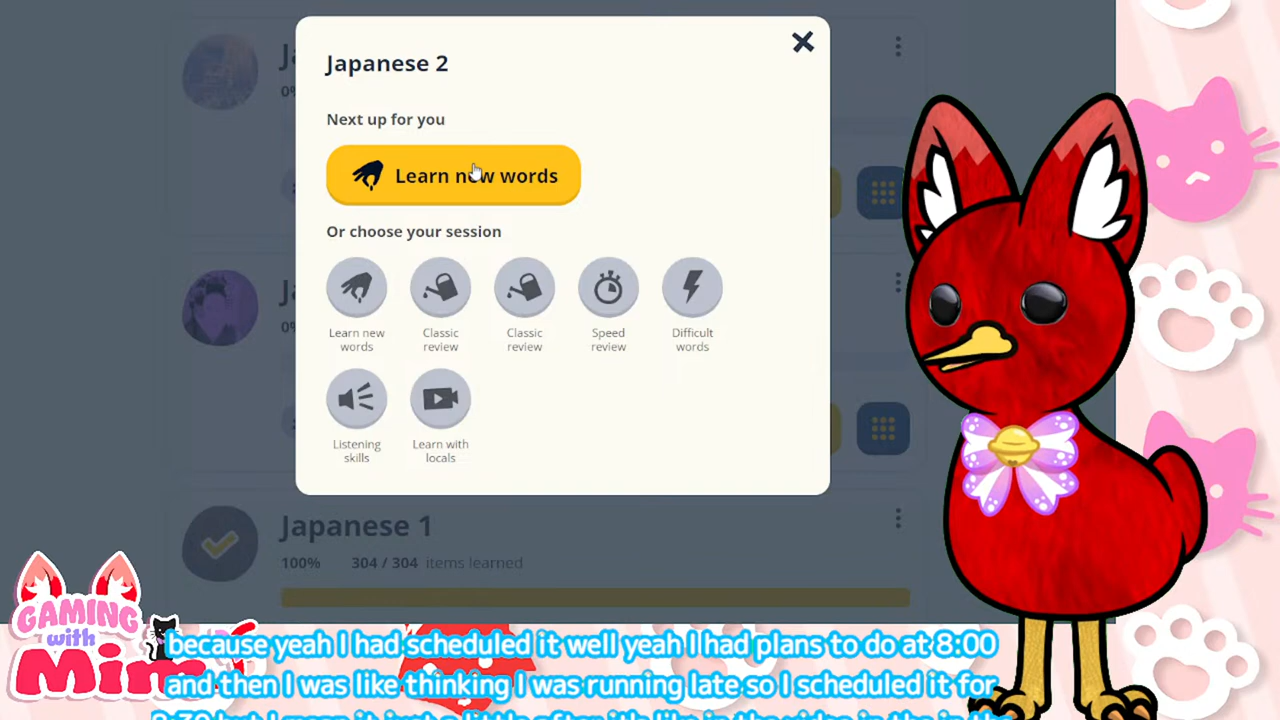 Japanese 2
Next up for you
Learn new words
Or choose your session
Learn new
words
Classic
review
Classic
review
Speed
review
Difficult
words
Listening
skills
Learn with
locals
Japanese 1
100% 304 / 304 items learned
GAMING
with
because yeah I had scheduled it well yeah I had plans to do at 8:00
and then I was like thinking I was running late so I scheduled it for